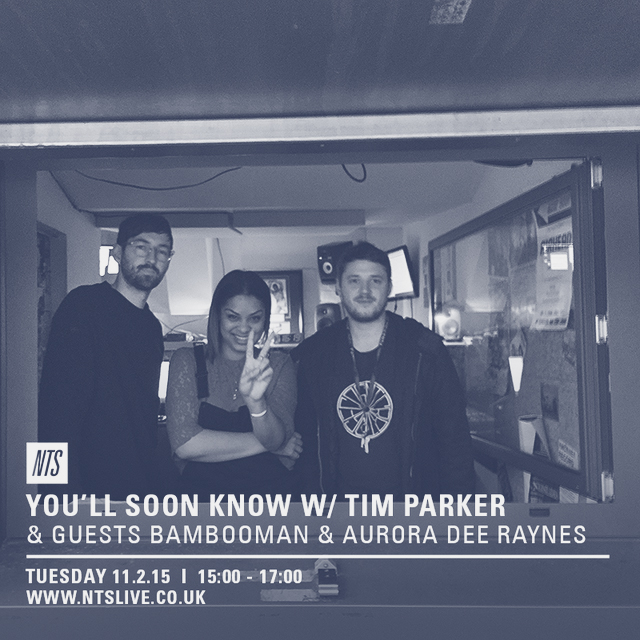 NTS
YOU'LL SOON KNOW W/ TIM PARKER
& GUESTS BAMBOOMAN & AURORA DEE RAYNES
TUESDAY 11.2.15 | 15:00 - 17:00
WWW.NTSLIVE.CO.UK